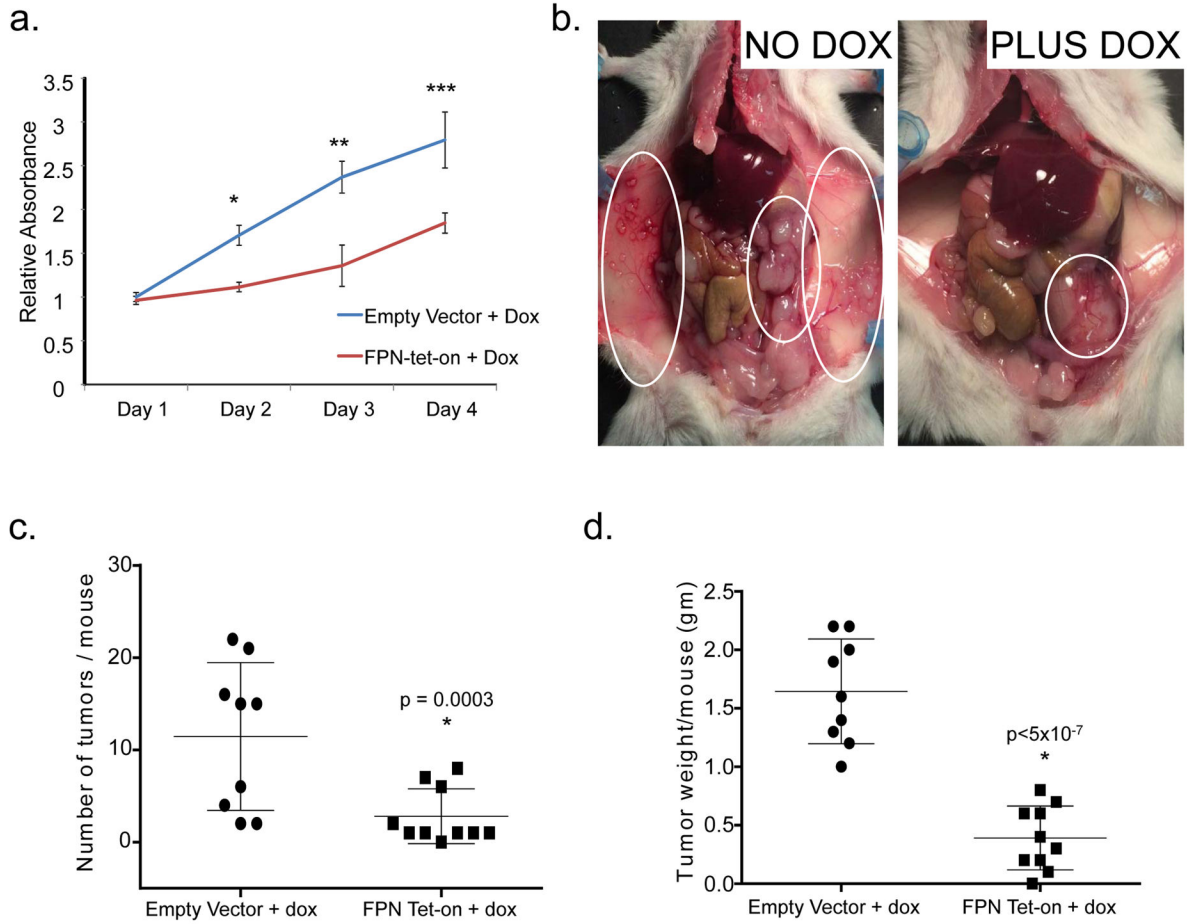 a.
3.5
3
2.5
2
1.5
1
0.5
0
Relative Absorbance
*
**
***
Empty Vector + Dox
FPN-tet-on + Dox
Day 1 Day 2 Day 3 Day 4
b.
NO DOX
PLUS DOX
c.
30
20
10
0
Number of tumors / mouse
p = 0.0003
*
Empty Vector + dox FPN Tet-on + dox
d.
2.5
2.0
1.5
1.0
0.5
0.0
Tumor weight/mouse (gm)
p<5x10⁻⁷
*
Empty Vector + dox FPN Tet-on + dox